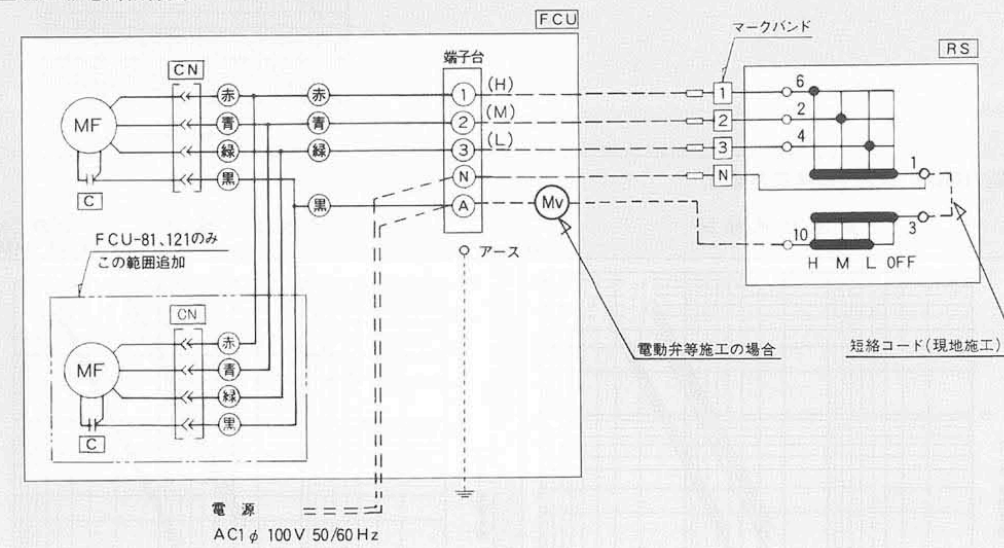 FCU
マークバンド
RS
CN
端子台
赤 赤 1 (H) 1 6
MF 青 青 2 (M) 2 2
緑 緑 3 (L) 3 4
黒 N N 1
C
黒 A Mv 3
10
H M L OFF
アース
FCU-81、121のみ
この範囲追加
CN
赤
MF 青
緑
黒
C
電動弁等施工の場合
短絡コード(現地施工)
電源
AC1φ 100V 50/60Hz